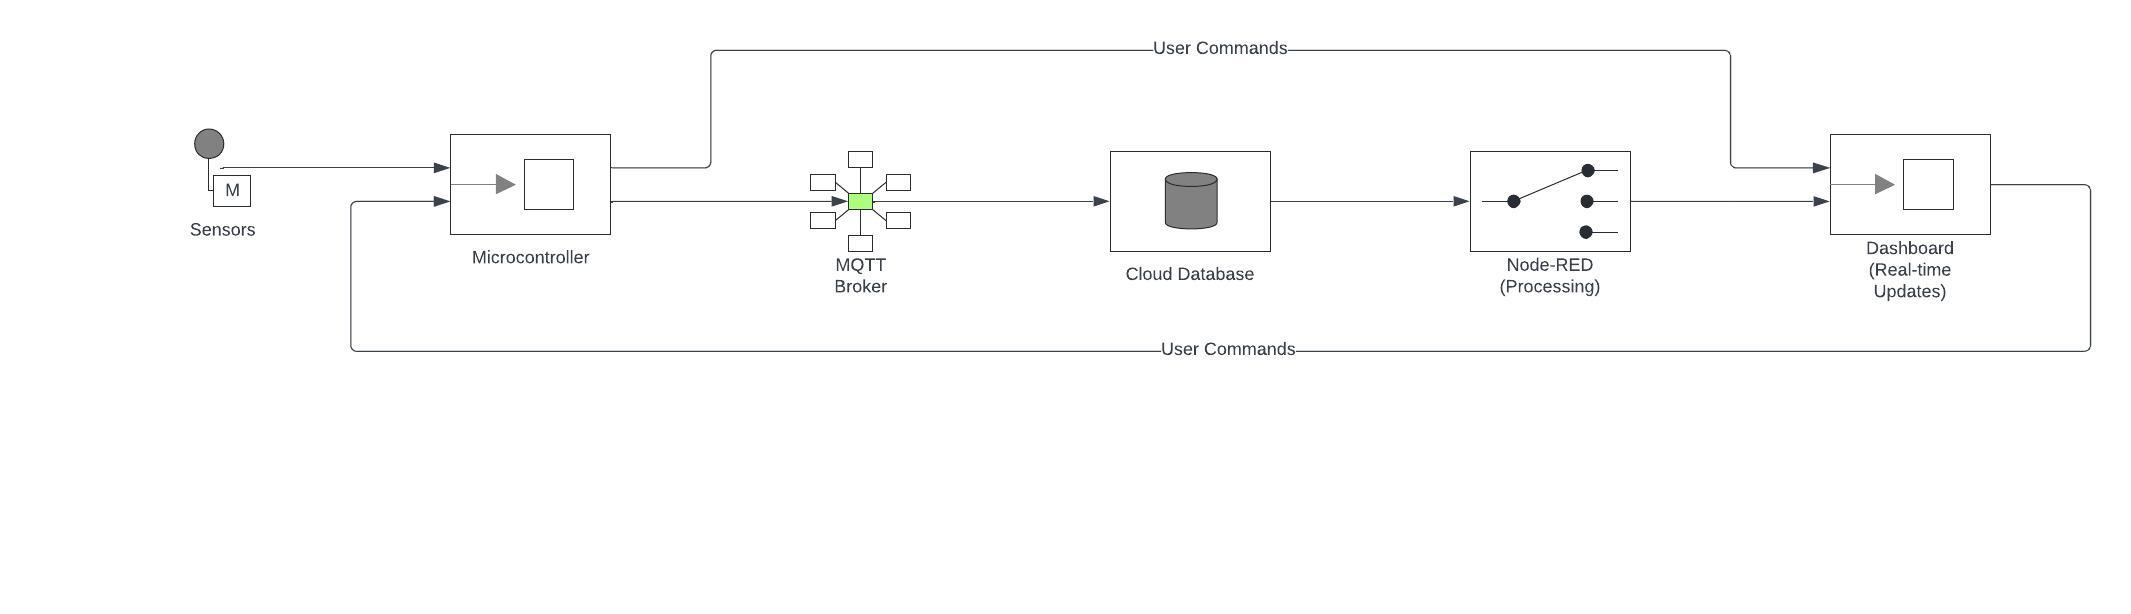 User Commands
M
Sensors
Microcontroller
MQTT
Broker
Cloud Database
Node-RED
(Processing)
Dashboard
(Real-time
Updates)
User Commands